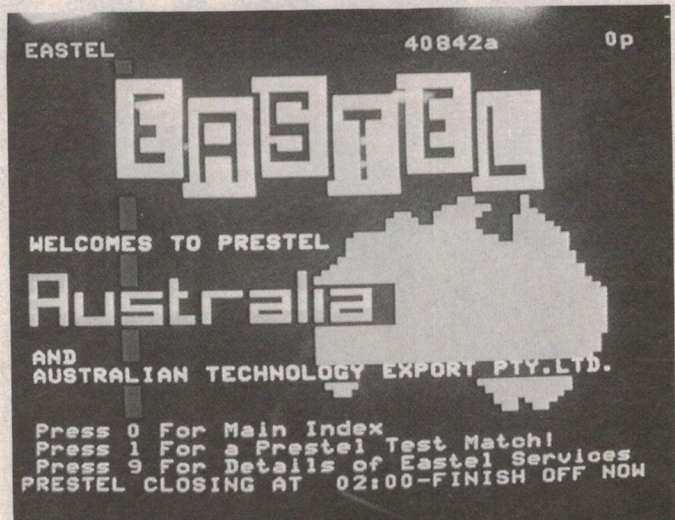 EASTEL 40842a 0p
EASTEL
WELCOMES TO PRESTEL
Australia
AND
AUSTRALIAN TECHNOLOGY EXPORT PTY.LTD.
Press 0 For Main Index
Press 1 For a Prestel Test Match!
Press 9 For Details of Eastel Services
PRESTEL CLOSING AT 02:00-FINISH OFF NOW